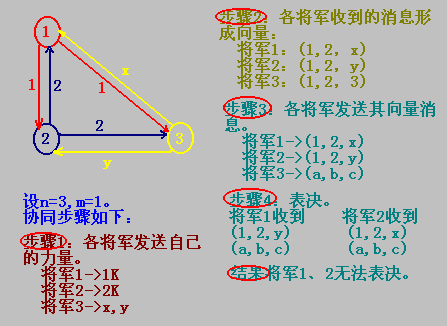 1
x
1
1
2
2
2
3
y
设n=3,m=1。
协同步骤如下：
步骤1：各将军发送自己
的力量。
将军1->1K
将军2->2K
将军3->x,y
步骤2：各将军收到的消息形
成向量：
将军1：(1,2, x)
将军2：(1,2, y)
将军3：(1,2, 3)
步骤3：各将军发送其向量消
息。
将军1->(1,2,x)
将军2->(1,2,y)
将军3->(a,b,c)
步骤4：表决。
将军1收到 将军2收到
(1,2,y) (1,2,x)
(a,b,c) (a,b,c)
结果将军1、2无法表决。